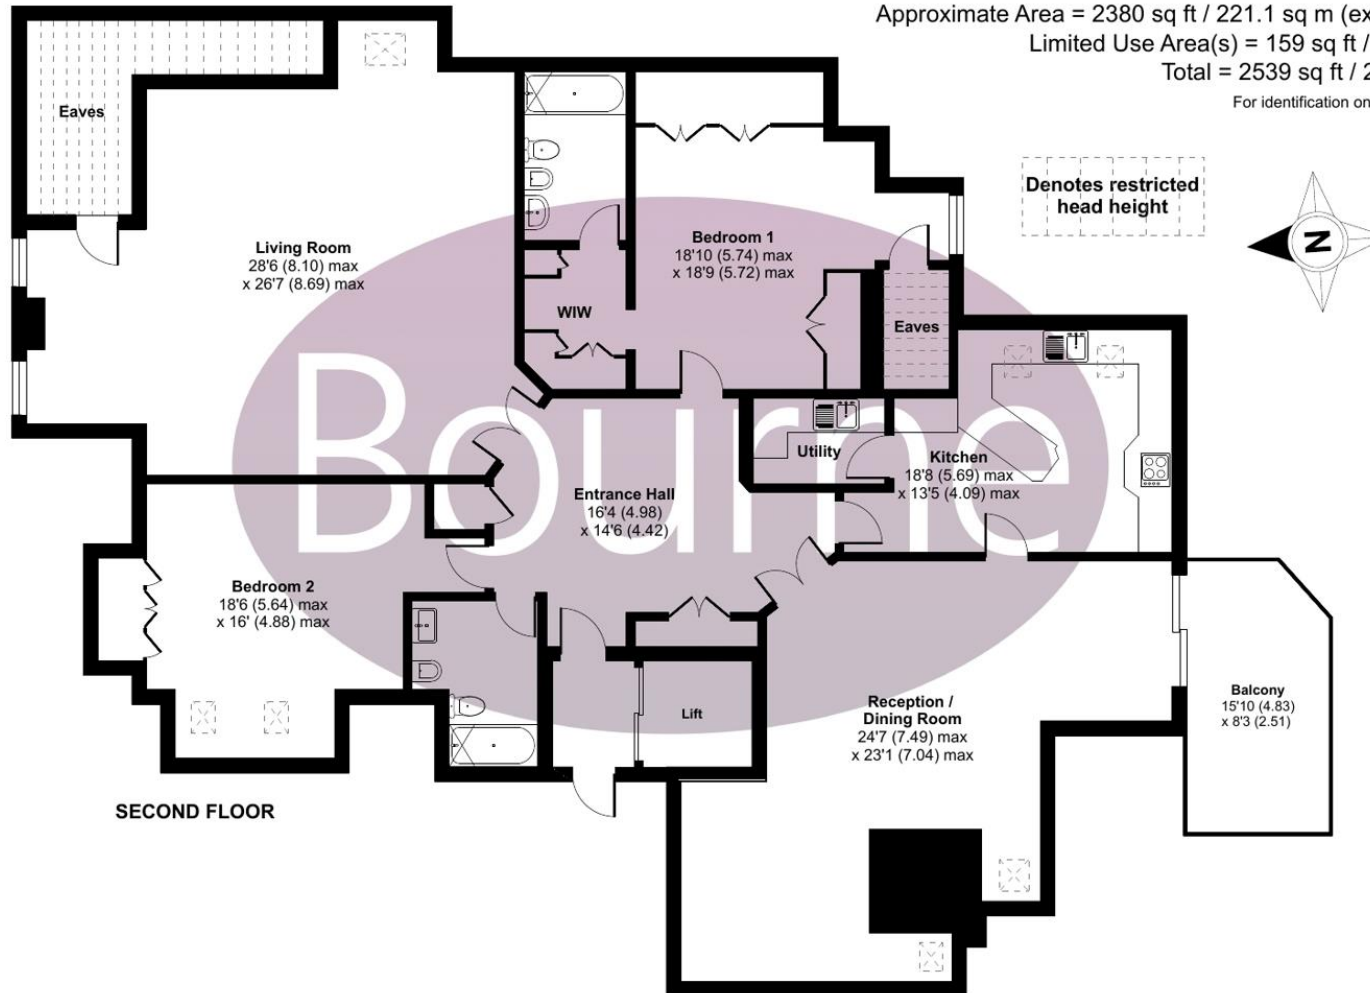 Approximate Area = 2380 sq ft / 221.1 sq m (ex
Limited Use Area(s) = 159 sq ft /
Total = 2539 sq ft / 2
For identification on
Denotes restricted
head height
N
Eaves
Living Room
28'6 (8.10) max
x 26'7 (8.69) max
Bedroom 1
18'10 (5.74) max
x 18'9 (5.72) max
WIW
Eaves
Bourne
Utility
Kitchen
18'8 (5.69) max
x 13'5 (4.09) max
Entrance Hall
16'4 (4.98)
x 14'6 (4.42)
Bedroom 2
18'6 (5.64) max
x 16' (4.88) max
Lift
Reception /
Dining Room
24'7 (7.49) max
x 23'1 (7.04) max
Balcony
15'10 (4.83)
x 8'3 (2.51)
SECOND FLOOR